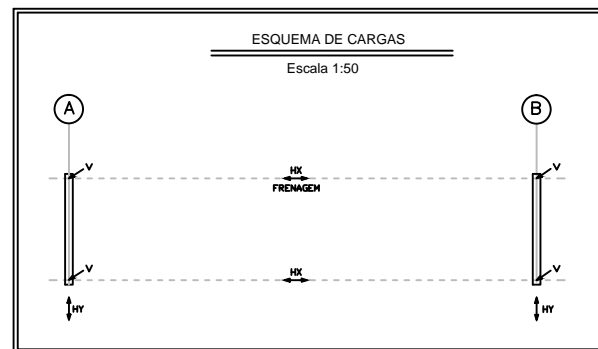 ESQUEMA DE CARGAS
Escala 1:50
A
B
V
HX
V
FRENAGEM
V
HX
V
HY
HY